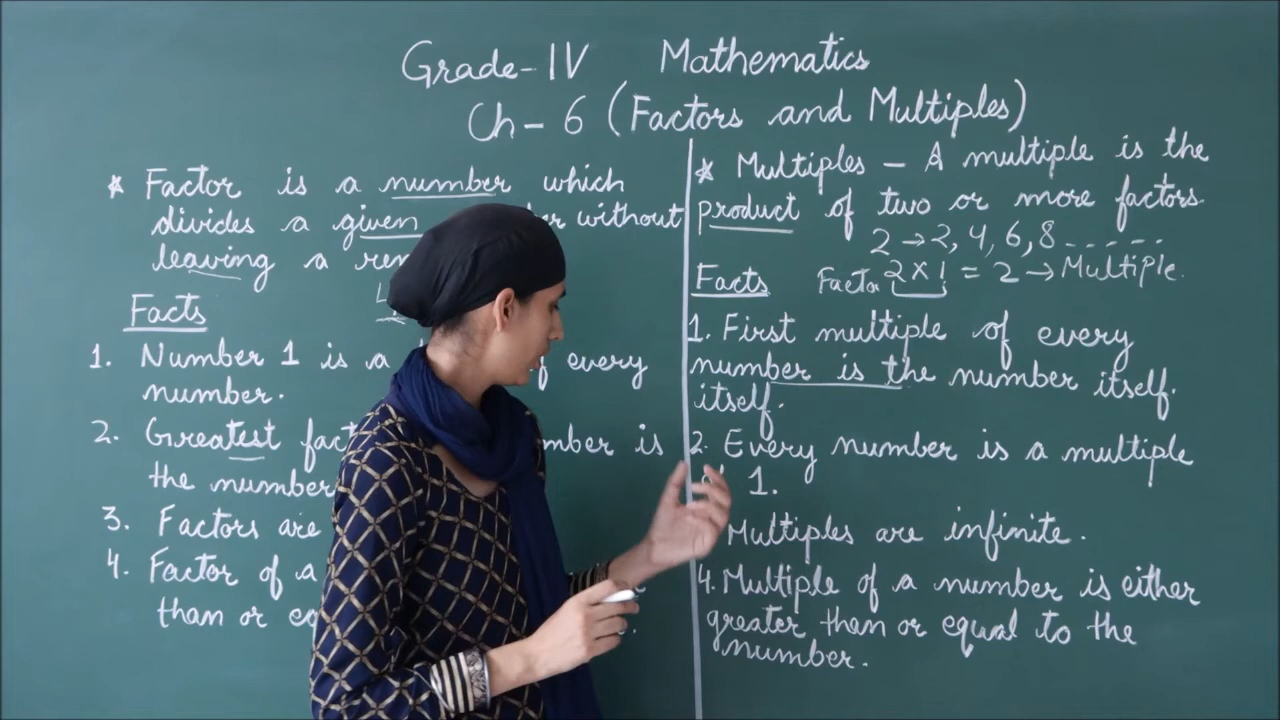 Grade-IV Mathematics
Ch-6 (Factors and Multiples)
* Factor is a number which
divides a given without
leaving a
Facts
1. Number 1 is a of every
number.
2. Greatest is
the number
3. Factors are
4. Factor of a
than or
* Multiples - A multiple is the
product of two or more factors.
2 → 2, 4, 6, 8 ------
Facts
2 x 1 = 2 → Multiple.
1. First multiple of every
number is the number itself.
itself.
2. Every number is a multiple
1.
Multiples are infinite.
4. Multiple of a number is either
greater than or equal to the
number.